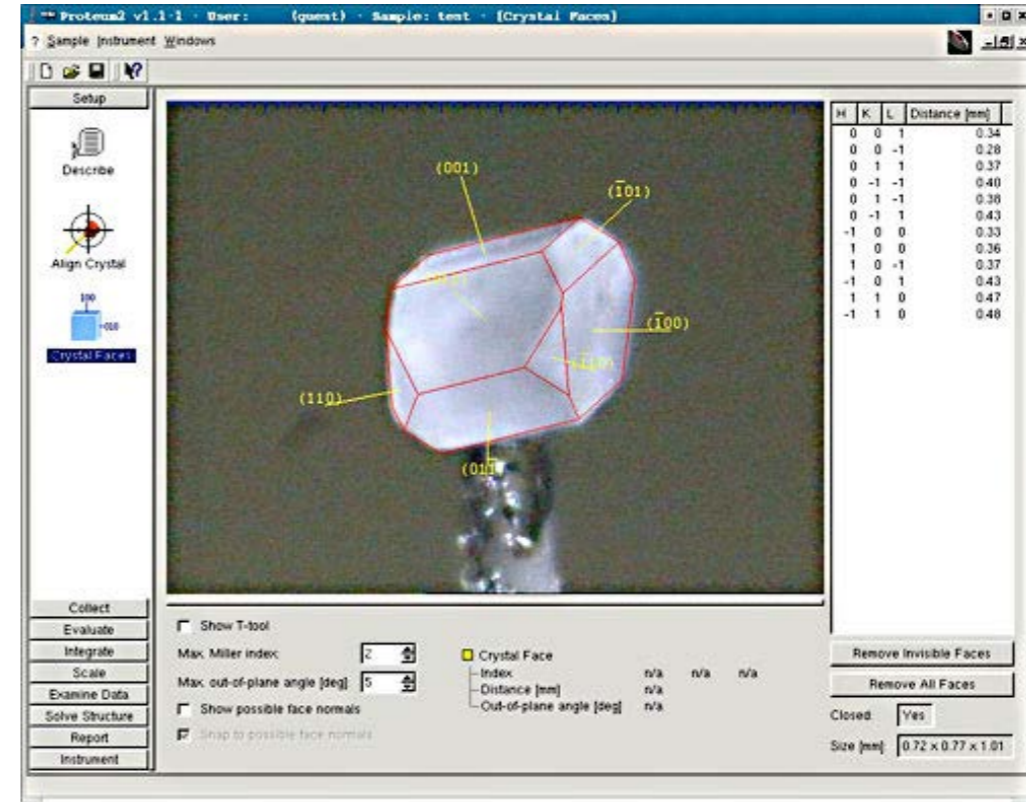 Proteum2 v1.1-1 · User: (guest) · Sample: test · [Crystal Faces]
? Sample Instrument Windows
Setup
Describe
Align Crystal
100
-010
Crystal Faces
Collect
Evaluate
Integrate
Scale
Examine Data
Solve Structure
Report
Instrument
(001)
(1̅01)
(1̅00)
(110)
H K L Distance [mm]
0 0 1 0.34
0 0 -1 0.28
0 1 1 0.37
0 -1 -1 0.40
0 1 -1 0.38
0 -1 1 0.43
-1 0 0 0.33
1 0 0 0.36
1 0 -1 0.37
-1 0 1 0.43
1 1 0 0.47
-1 1 0 0.48
Show T-tool
Max. Miller index: 2
Max. out-of-plane angle [deg] 5
Show possible face normals
Snap to possible face normals
Crystal Face
Index n/a n/a n/a
Distance [mm] n/a
Out-of-plane angle [deg] n/a
Remove Invisible Faces
Remove All Faces
Closed: Yes
Size [mm]: 0.72 x 0.77 x 1.01